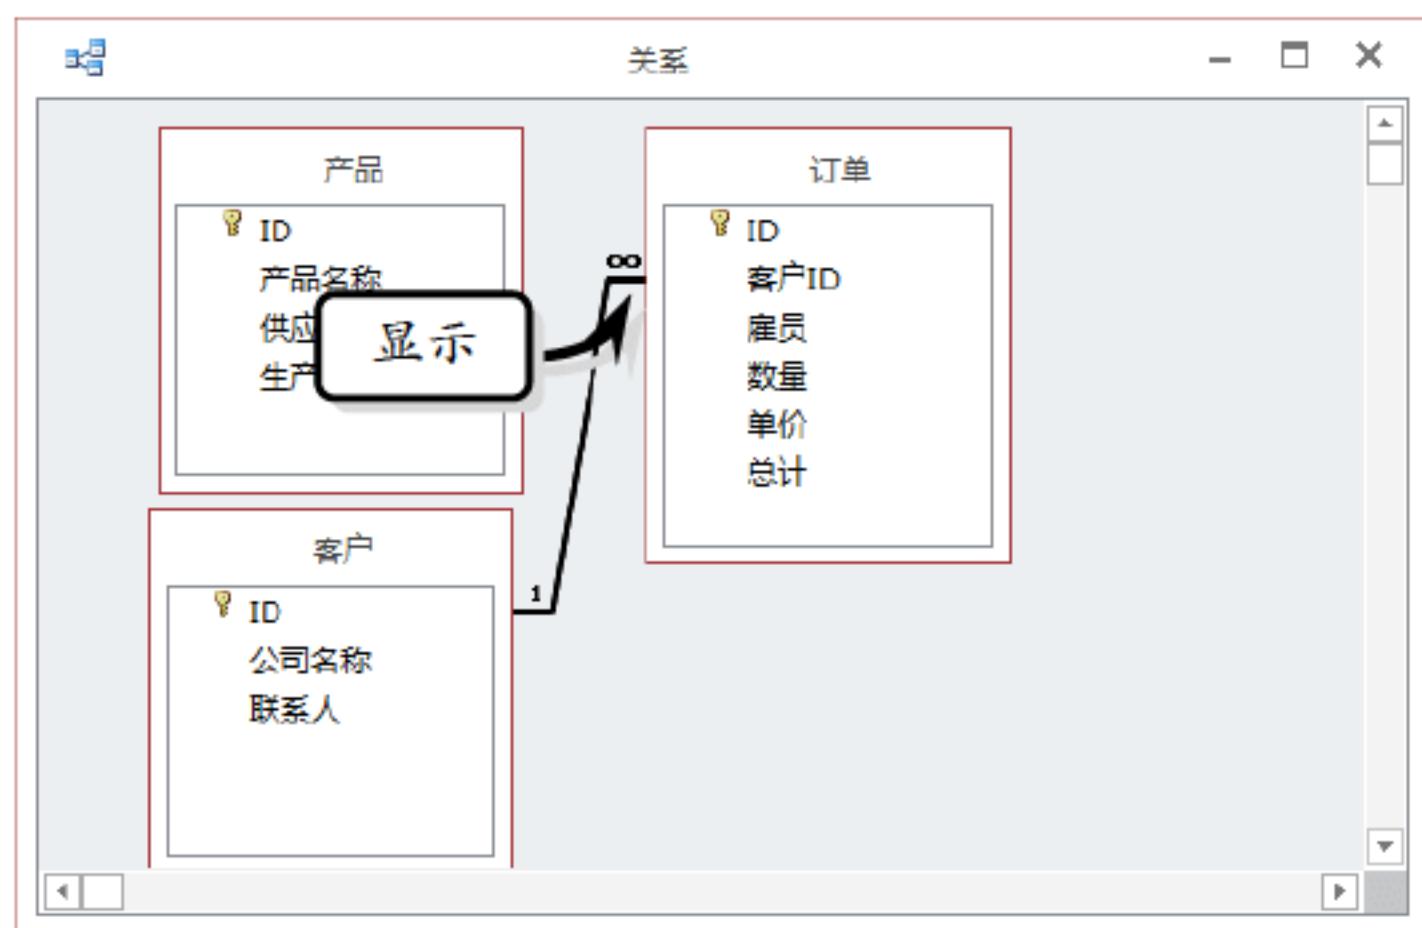 关系
产品
ID
产品名称
供应
生产
显示
∞
1
订单
ID
客户ID
雇员
数量
单价
总计
客户
ID
公司名称
联系人